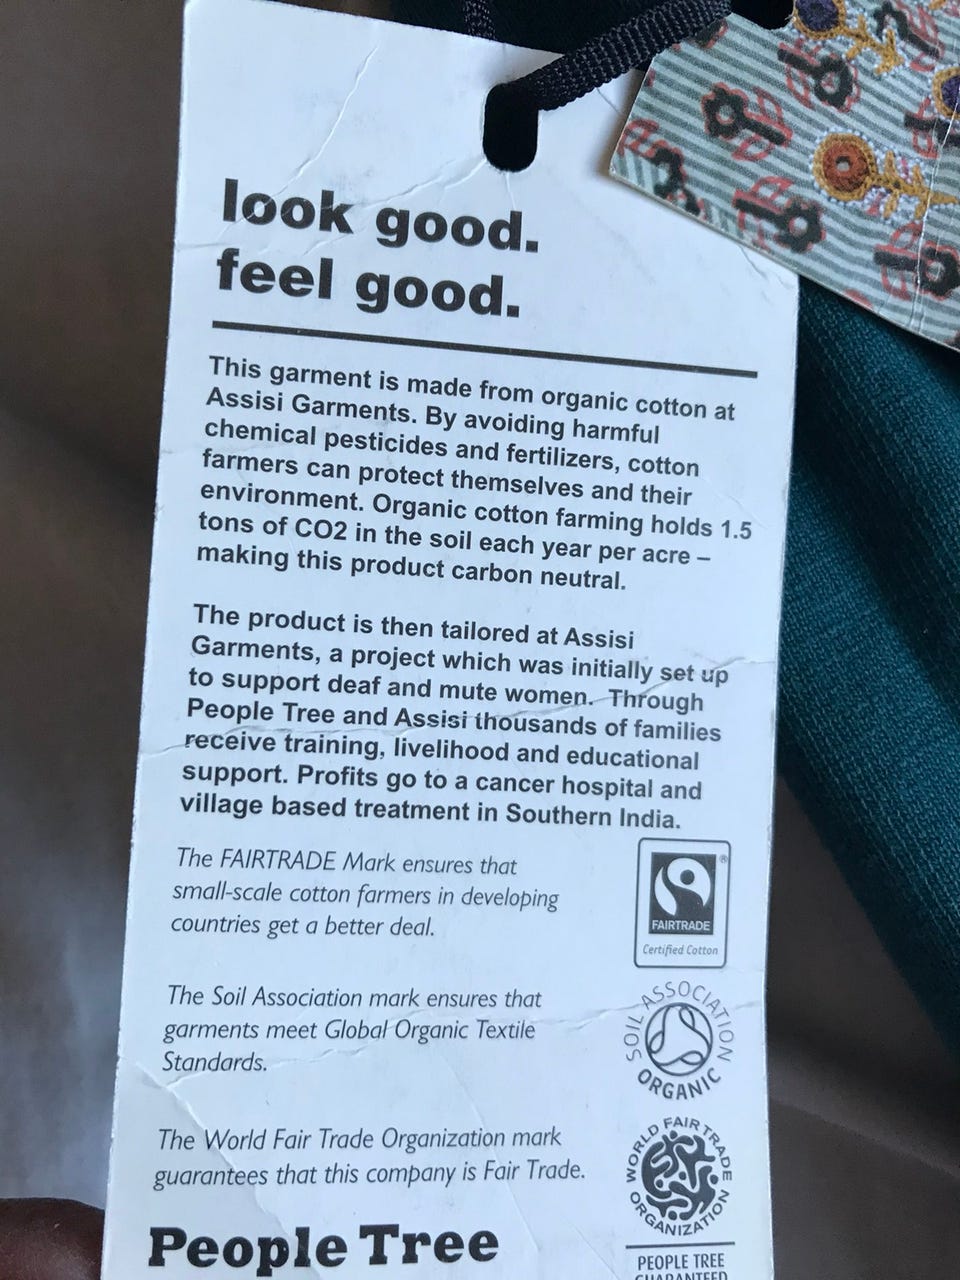 look good.
feel good.
This garment is made from organic cotton at
Assisi Garments. By avoiding harmful
chemical pesticides and fertilizers, cotton
farmers can protect themselves and their
environment. Organic cotton farming holds 1.5
tons of CO2 in the soil each year per acre –
making this product carbon neutral.
The product is then tailored at Assisi
Garments, a project which was initially set up
to support deaf and mute women. Through
People Tree and Assisi thousands of families
receive training, livelihood and educational
support. Profits go to a cancer hospital and
village based treatment in Southern India.
The FAIRTRADE Mark ensures that
small-scale cotton farmers in developing
countries get a better deal.
®
FAIRTRADE
Certified Cotton
The Soil Association mark ensures that
garments meet Global Organic Textile
Standards.
SOIL ASSOCIATION
ORGANIC
The World Fair Trade Organization mark
guarantees that this company is Fair Trade.
WORLD FAIR TRADE
ORGANIZATION
People Tree
PEOPLE TREE
GUARANTEED